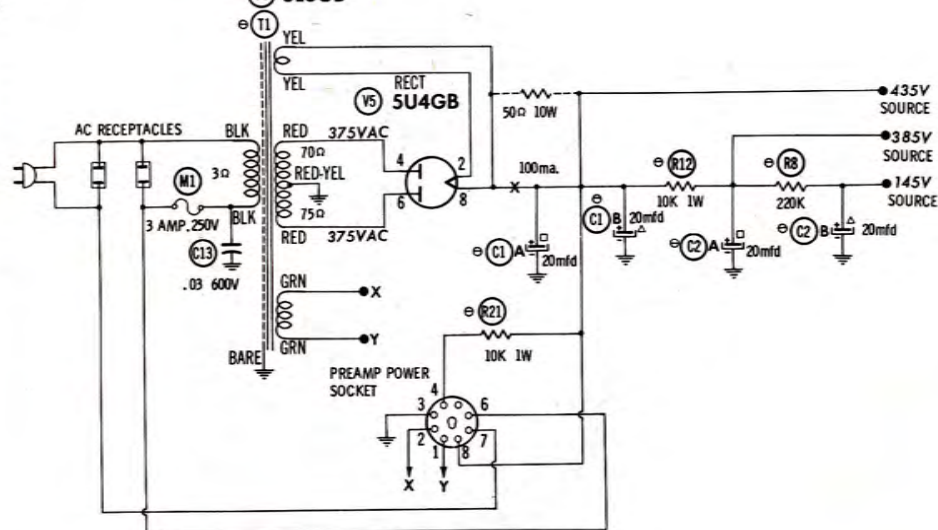 T1
YEL
YEL
RECT
V5 5U4GB
50Ω 10W
435V
SOURCE
385V
SOURCE
145V
SOURCE
AC RECEPTACLES
BLK
RED 375VAC
3Ω
70Ω
RED-YEL
75Ω
RED 375VAC
BLK
M1
3 AMP. 250V
C13
.03 600V
4
6
2
8
100ma.
X
C1 A
20mfd
C1 B 20mfd
R12
10K 1W
C2 A
20mfd
R8
220K
C2 B 20mfd
GRN
X
Y
GRN
BARE
R21
10K 1W
PREAMP POWER
SOCKET
4
3
6
2
7
1
8
X Y